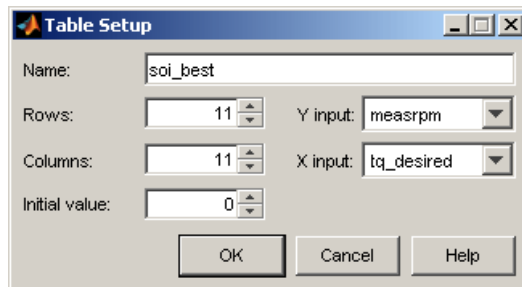 Table Setup
Name: soi_best
Rows: 11 Y input: measrpm
Columns: 11 X input: tq_desired
Initial value: 0
OK Cancel Help